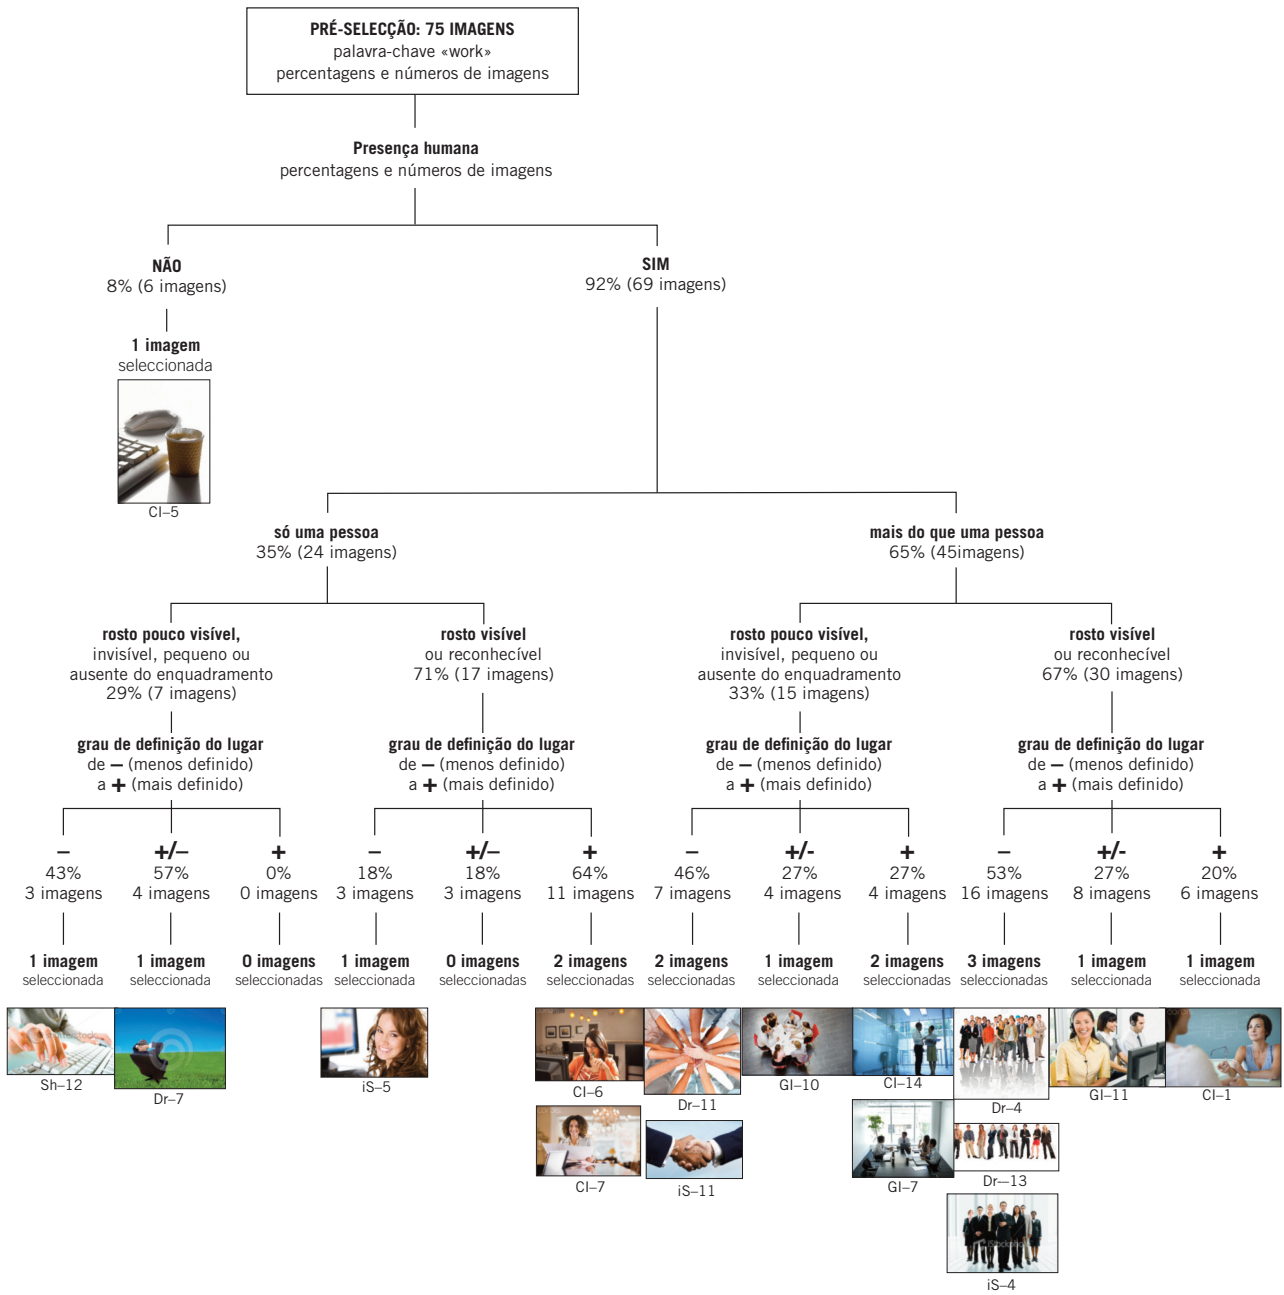 PRÉ-SELECÇÃO: 75 IMAGENS
palavra-chave «work»
percentagens e números de imagens
Presença humana
percentagens e números de imagens
NÃO
8% (6 imagens)
1 imagem
seleccionada
CI–5
SIM
92% (69 imagens)
só uma pessoa
35% (24 imagens)
mais do que uma pessoa
65% (45imagens)
rosto pouco visível,
invisível, pequeno ou
ausente do enquadramento
29% (7 imagens)
rosto visível
ou reconhecível
71% (17 imagens)
rosto pouco visível,
invisível, pequeno ou
ausente do enquadramento
33% (15 imagens)
rosto visível
ou reconhecível
67% (30 imagens)
grau de definição do lugar
de – (menos definido)
a + (mais definido)
grau de definição do lugar
de – (menos definido)
a + (mais definido)
grau de definição do lugar
de – (menos definido)
a + (mais definido)
grau de definição do lugar
de – (menos definido)
a + (mais definido)
–
43%
3 imagens
1 imagem
seleccionada
Sh–12
+/–
57%
4 imagens
1 imagem
seleccionada
Dr–7
+
0%
0 imagens
0 imagens
seleccionadas
–
18%
3 imagens
1 imagem
seleccionada
iS–5
+/–
18%
3 imagens
0 imagens
seleccionadas
+
64%
11 imagens
2 imagens
seleccionadas
CI–6
CI–7
–
46%
7 imagens
2 imagens
seleccionadas
Dr–11
iS–11
+/-
27%
4 imagens
1 imagem
seleccionada
GI–10
+
27%
4 imagens
2 imagens
seleccionadas
CI–14
GI–7
–
53%
16 imagens
3 imagens
seleccionadas
Dr–4
Dr-–13
iS–4
+/-
27%
8 imagens
1 imagem
seleccionada
GI–11
+
20%
6 imagens
1 imagem
seleccionada
CI–1